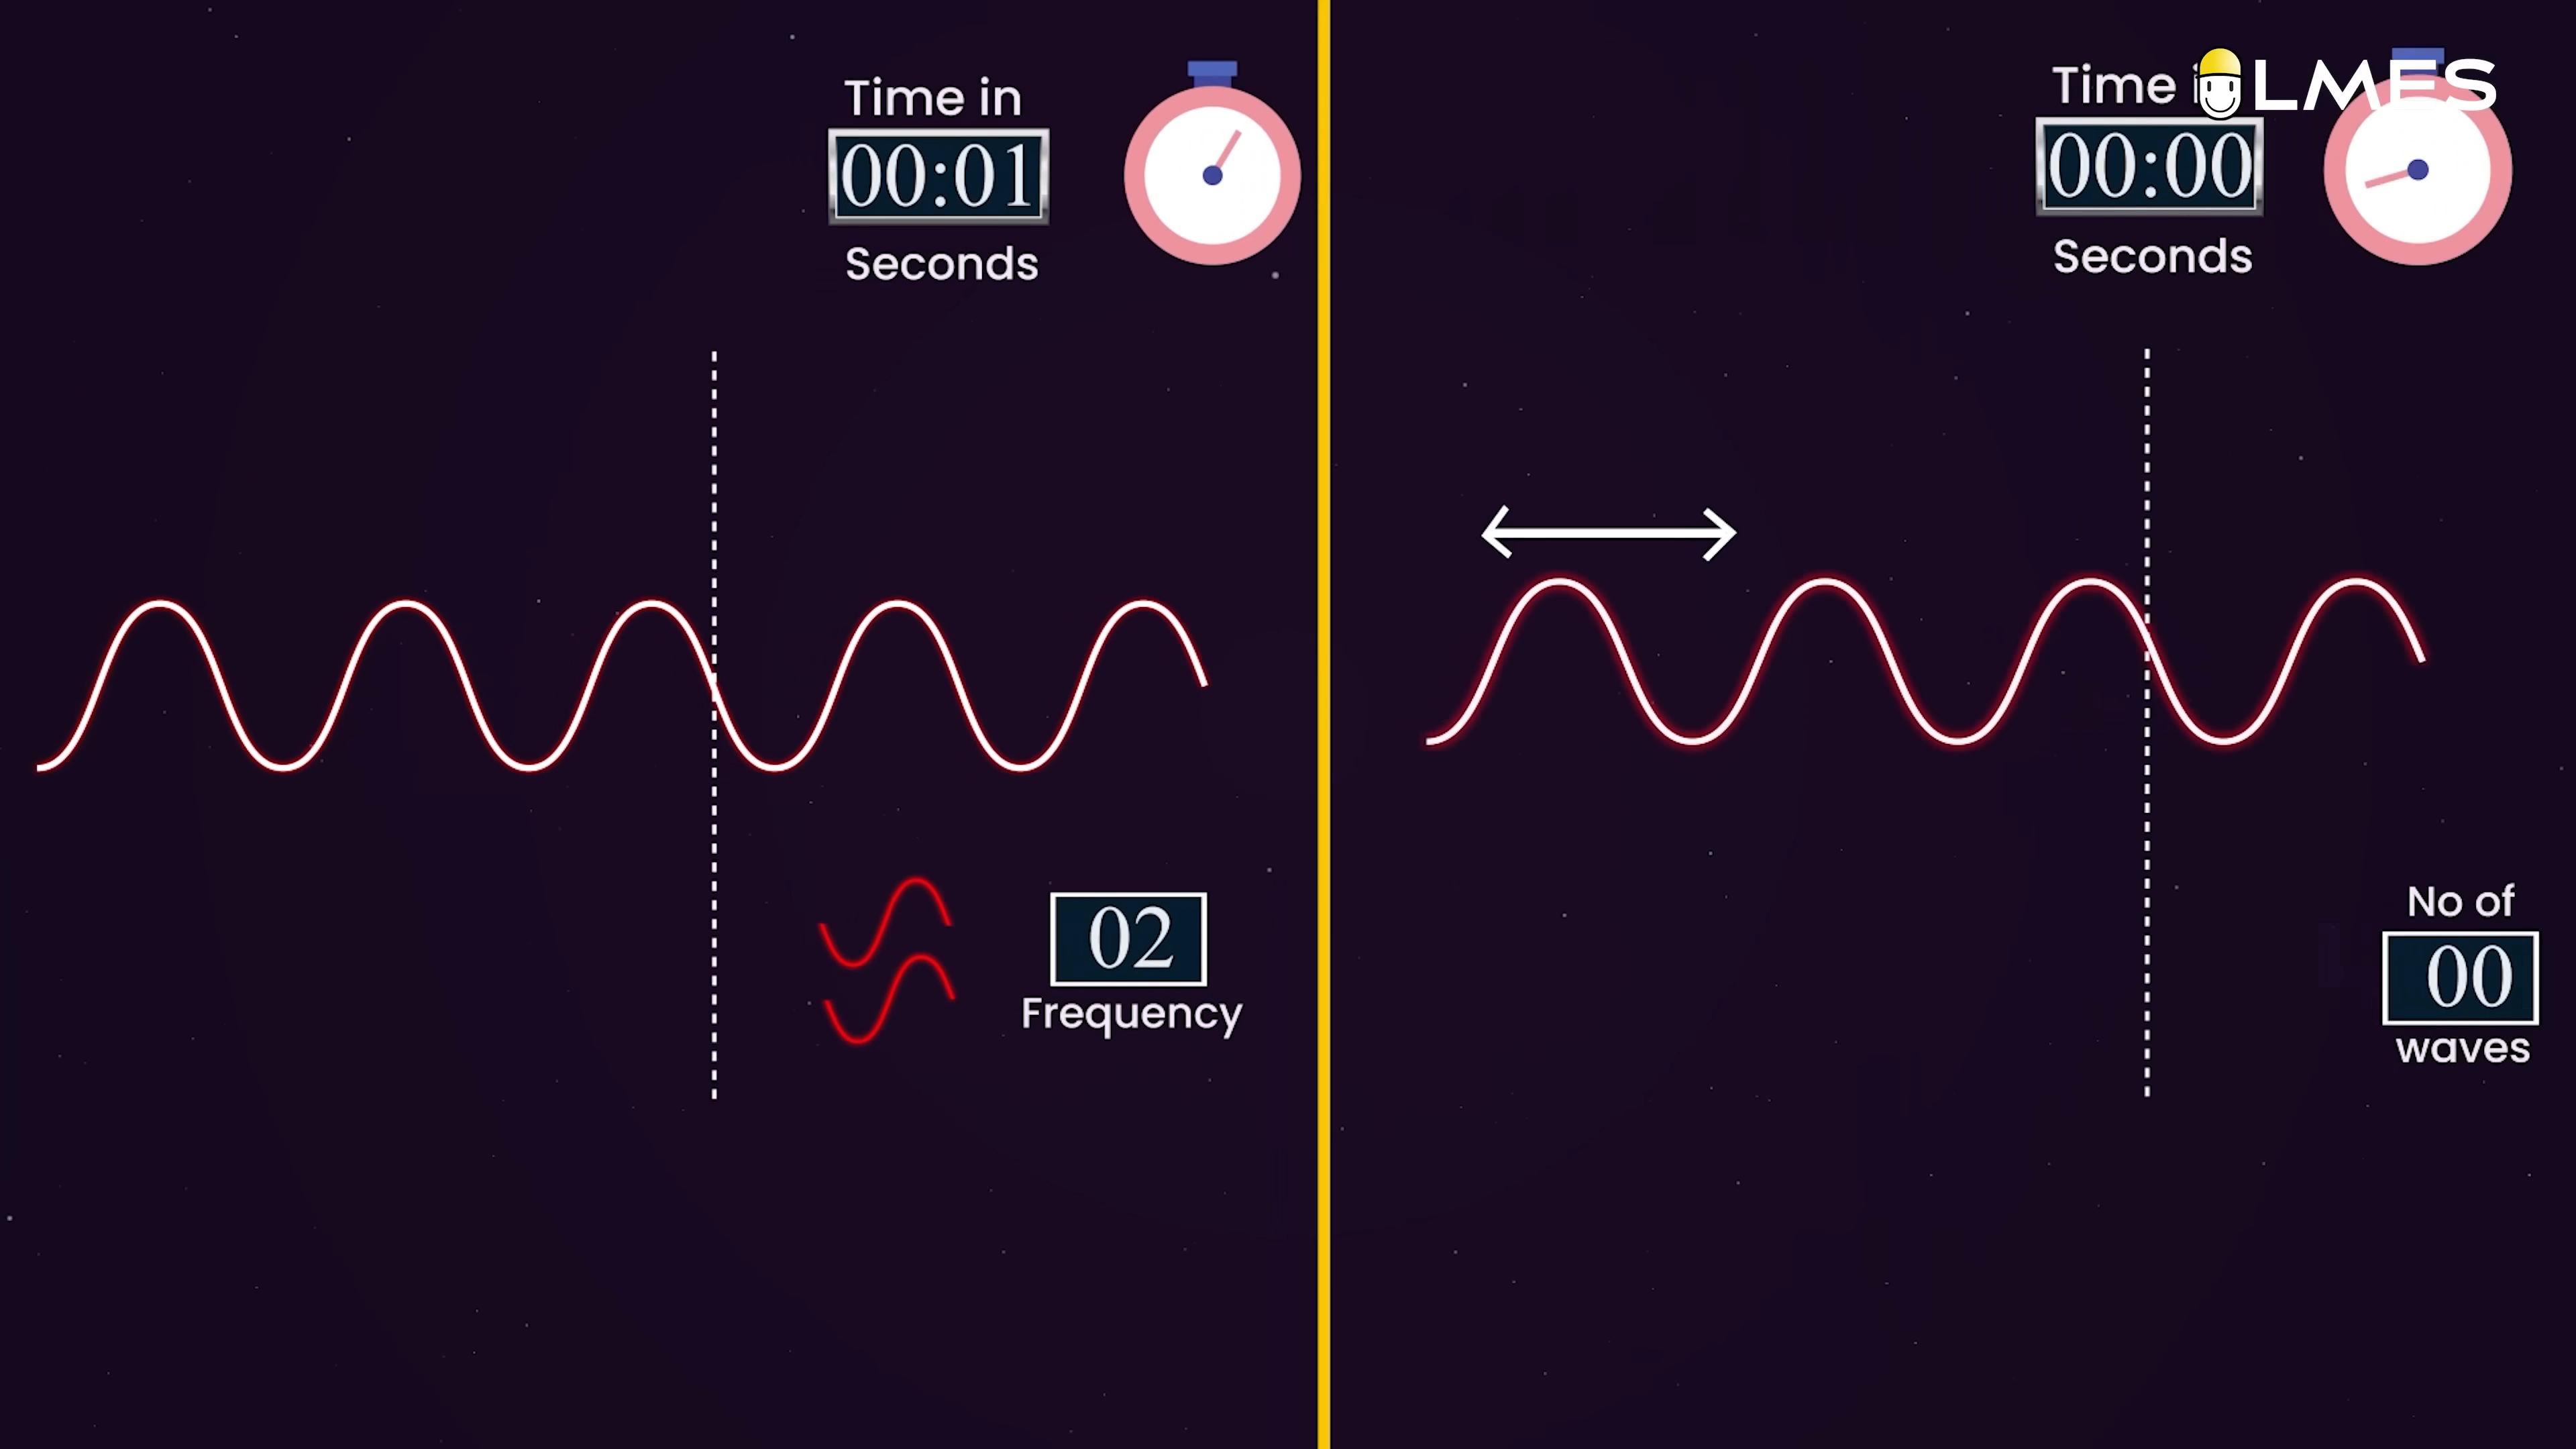 Time in
00:01
Seconds
02
Frequency
Time
LMES
00:00
Seconds
No of
00
waves